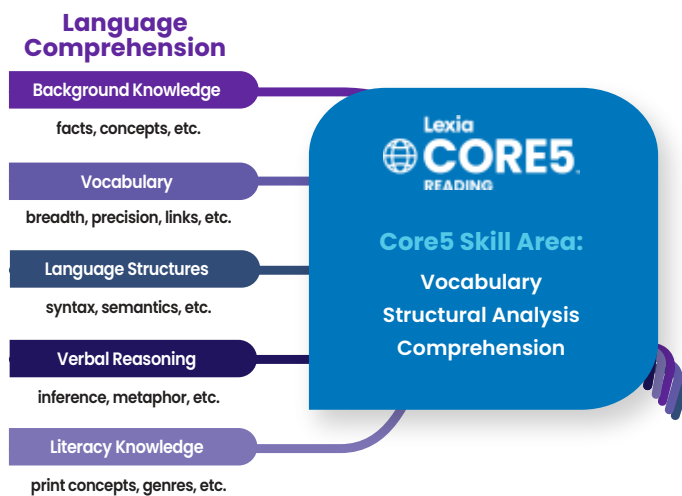 Language
Comprehension
Background Knowledge
facts, concepts, etc.
Vocabulary
breadth, precision, links, etc.
Language Structures
syntax, semantics, etc.
Verbal Reasoning
inference, metaphor, etc.
Literacy Knowledge
print concepts, genres, etc.
Lexia
CORE5
READING
Core5 Skill Area:
Vocabulary
Structural Analysis
Comprehension